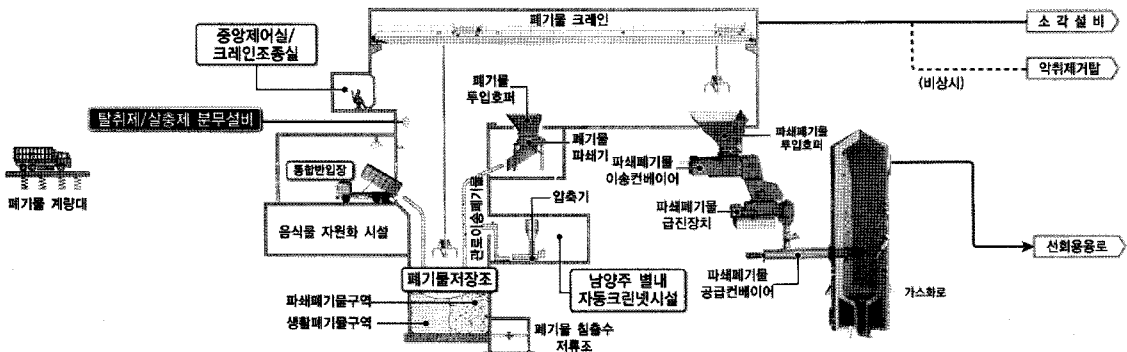 폐기물 크레인
소 각 설 비
중앙제어실/
크레인조종실
(비상시)
악취제거탑
폐기물
투입호퍼
탈취제/살충제 분무설비
폐기물
파쇄기
파쇄폐기물
투입호퍼
파쇄폐기물
이송컨베이어
통합반입장
폐기물 계량대
관로이송폐기물
압축기
파쇄폐기물
급진장치
음식물 자원화 시설
선회용융로
폐기물저장조
남양주 별내
자동크린넷시설
파쇄폐기물
공급컨베이어
가스화로
파쇄폐기물구역
생활폐기물구역
폐기물 침출수
저류조